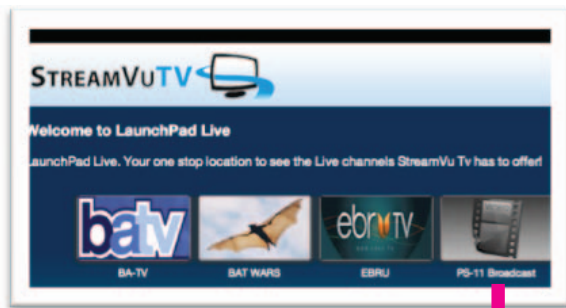 STREAMVUTV
Welcome to LaunchPad Live
LaunchPad Live. Your one stop location to see the Live channels StreamVu Tv has to offer!
batv
ebru TV
BA-TV BAT WARS EBRU PS-11 Broadcast